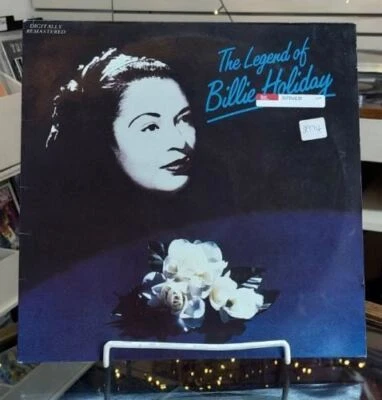 DIGITALLY
REMASTERED
The Legend of
Billie Holiday